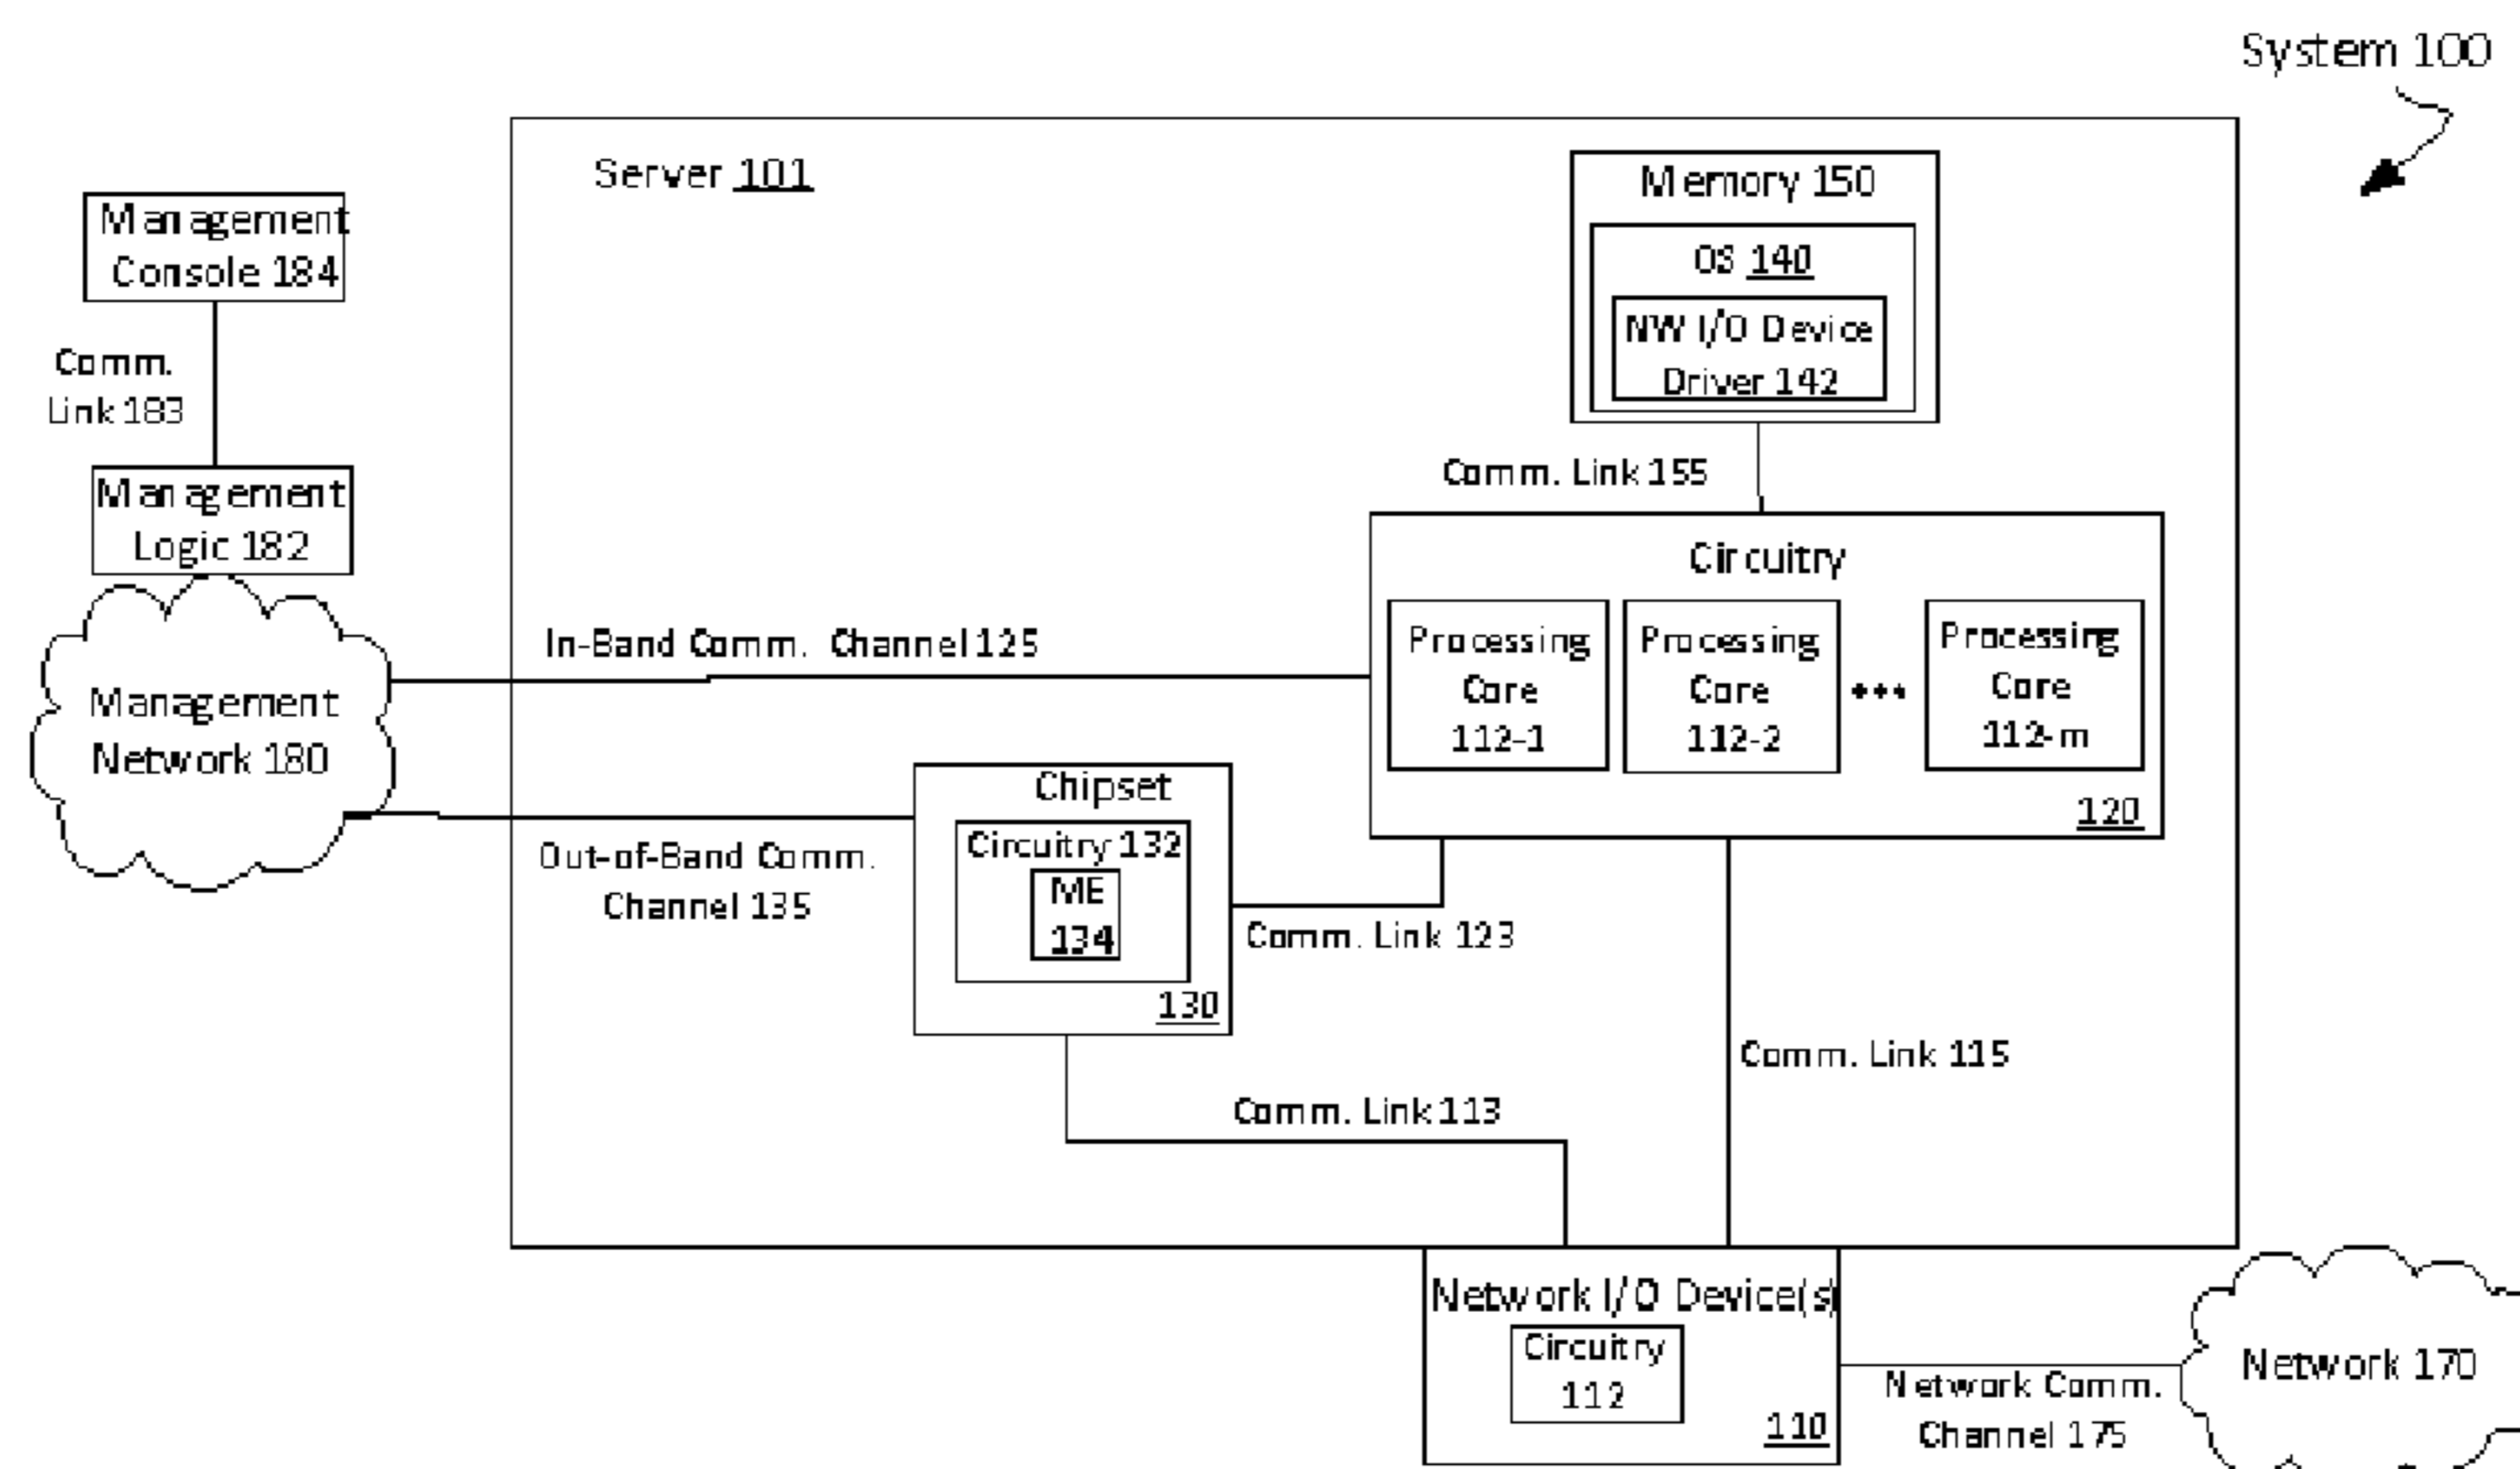 System 100
Server 101
Memory 150
OS 140
NW I/O Device
Driver 142
Management
Console 184
Comm.
Link 183
Management
Logic 182
Comm. Link 155
Circuitry
Processing
Core
112-1
Processing
Core
112-2
•••
Processing
Core
112-m
120
In-Band Comm. Channel 125
Management
Network 180
Out-of-Band Comm.
Channel 135
Chipset
Circuitry 132
ME
134
130
Comm. Link 123
Comm. Link 115
Comm. Link 113
Network I/O Device(s)
Circuitry
112
110
Network Comm.
Channel 175
Network 170